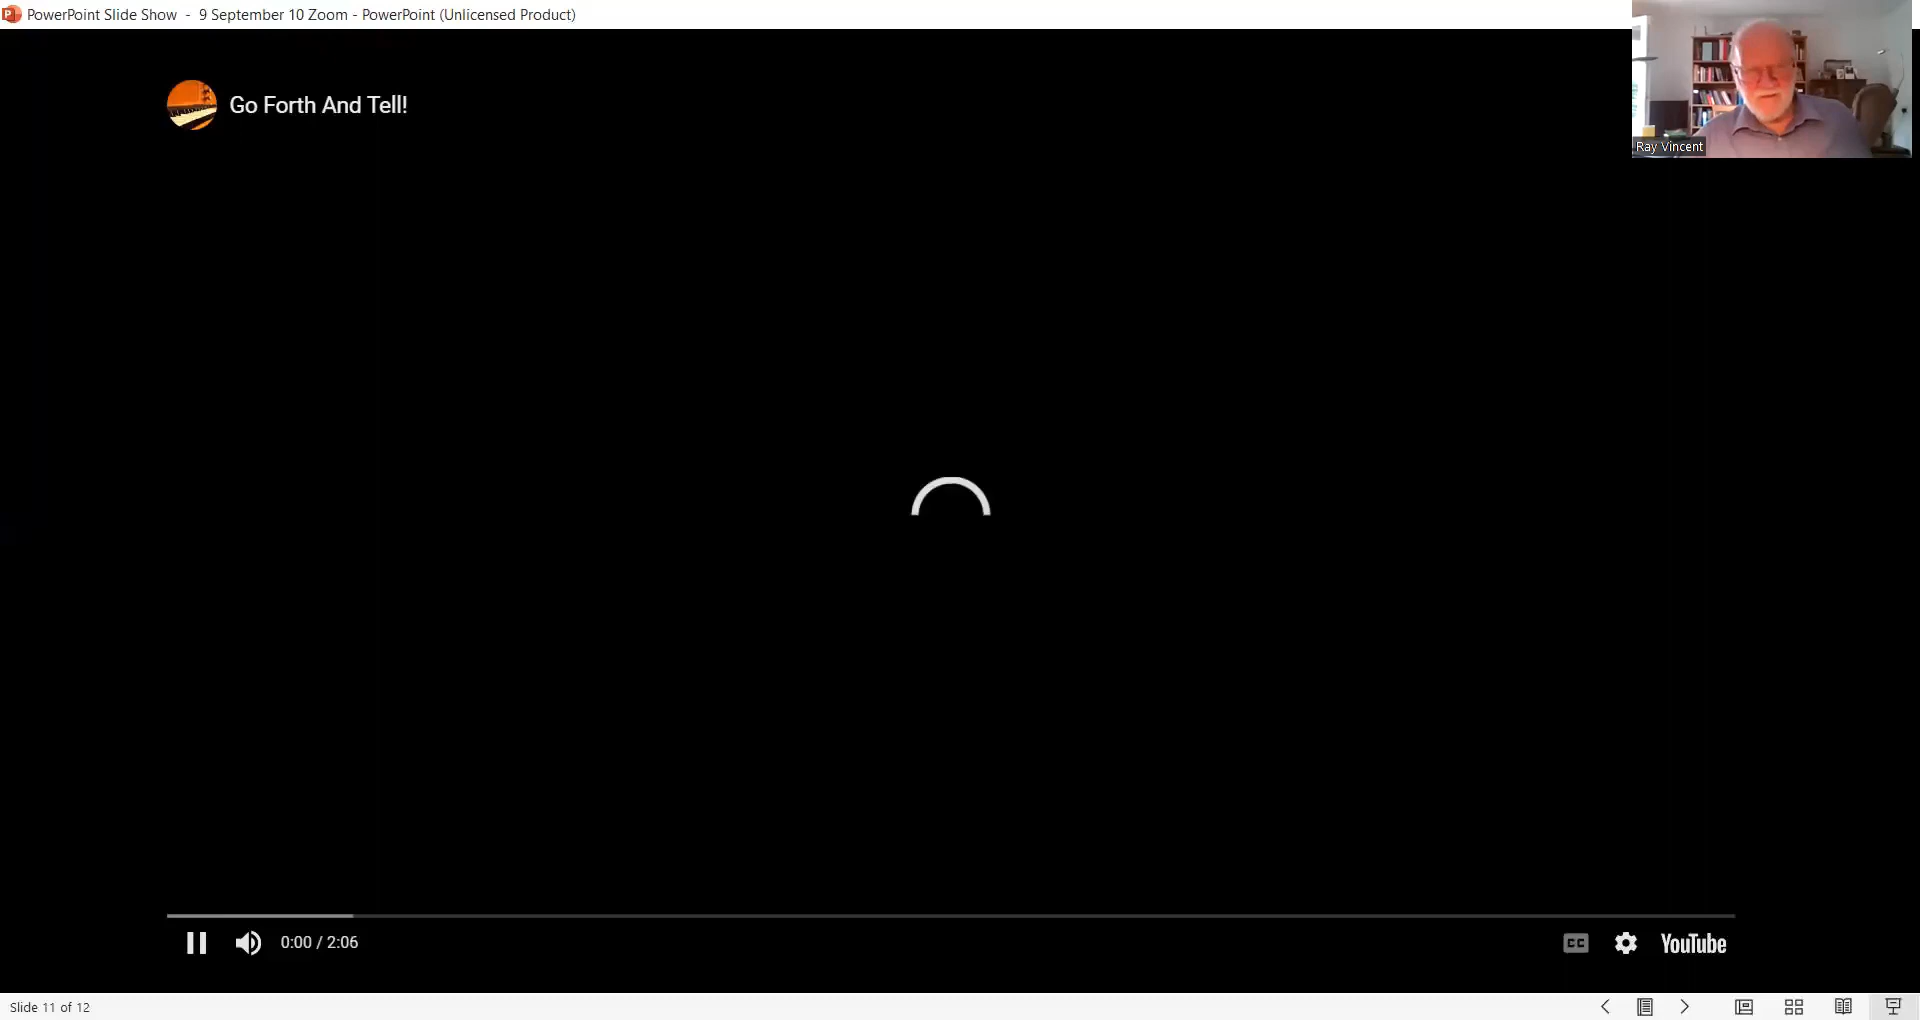 PowerPoint Slide Show - 9 September 10 Zoom - PowerPoint (Unlicensed Product)
Go Forth And Tell!
Ray Vincent
0:00 / 2:06
CC
YouTube
Slide 11 of 12